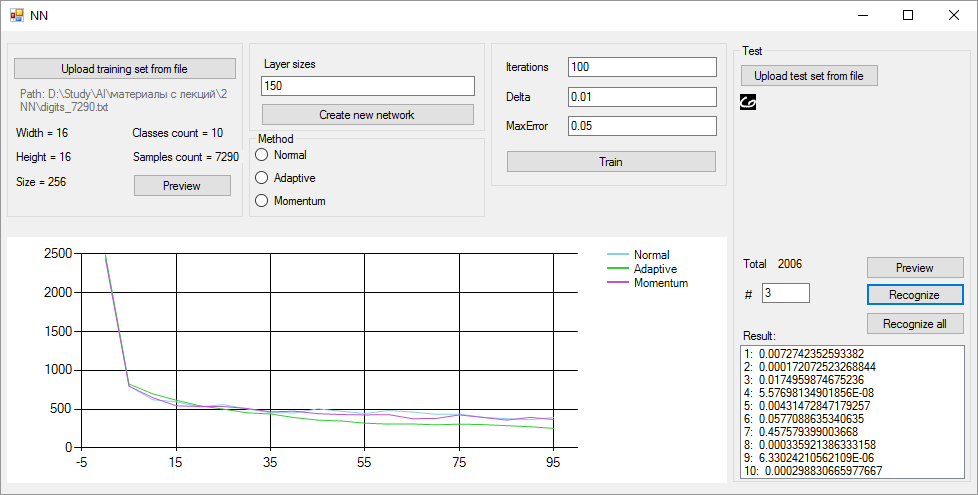 NN
Upload training set from file
Path: D:\Study\AI\материалы с лекций\2
NN\digits_7290.txt
Width = 16
Classes count = 10
Height = 16
Samples count = 7290
Size = 256
Preview
Layer sizes
150
Create new network
Method
Normal
Adaptive
Momentum
Iterations
100
Delta
0.01
MaxError
0.05
Train
Test
Upload test set from file
Total 2006
Preview
# 3
Recognize
Recognize all
Result:
1: 0.0072742352593382
2: 0.000172072523268844
3: 0.0174959874675236
4: 5.57698134901856E-08
5: 0.00431472847179257
6: 0.0577088635340635
7: 0.457579399003668
8: 0.000335921386333158
9: 6.33024210562109E-06
10: 0.000298830665977667
2500
2000
1500
1000
500
0
-5
15
35
55
75
95
Normal
Adaptive
Momentum